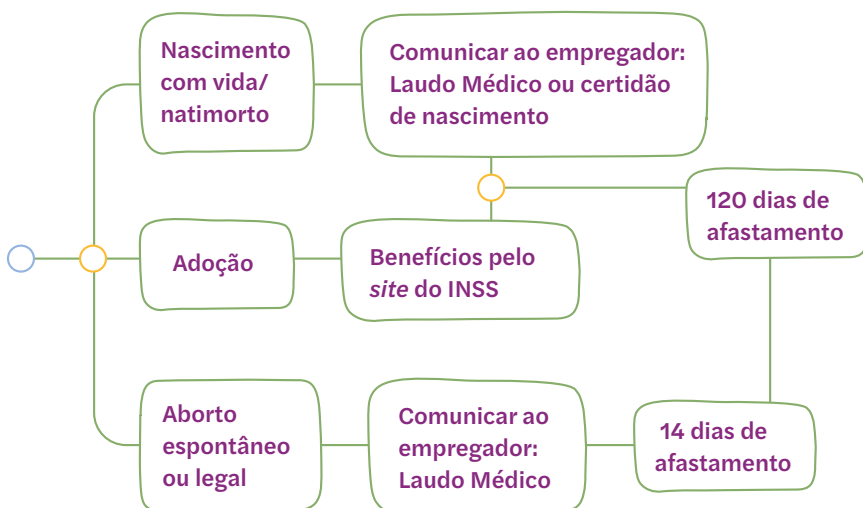 Nascimento
com vida/
natimorto
Comunicar ao empregador:
Laudo Médico ou certidão
de nascimento
120 dias de
afastamento
Adoção
Benefícios pelo
site do INSS
Aborto
espontâneo
ou legal
Comunicar ao
empregador:
Laudo Médico
14 dias de
afastamento